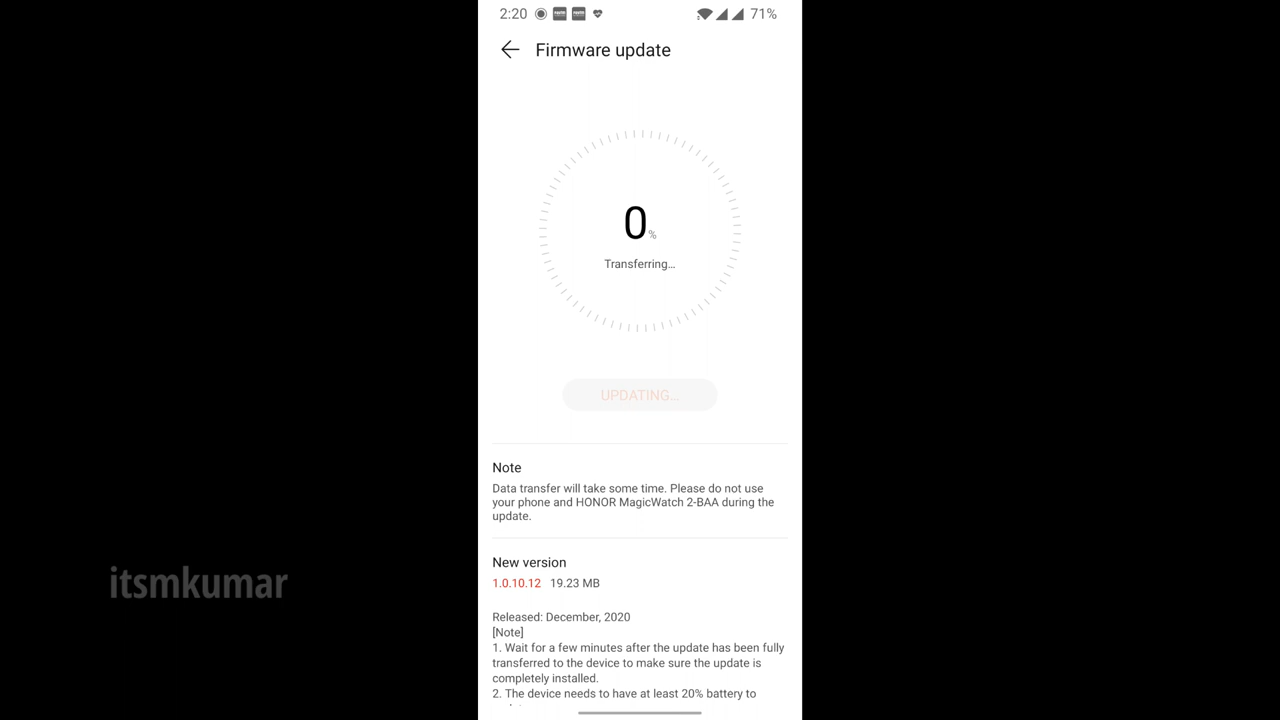 2:20 71%
Firmware update
0%
Transferring...
UPDATING...
Note
Data transfer will take some time. Please do not use
your phone and HONOR MagicWatch 2-BAA during the
update.
New version
1.0.10.12 19.23 MB
Released: December, 2020
[Note]
1. Wait for a few minutes after the update has been fully
transferred to the device to make sure the update is
completely installed.
2. The device needs to have at least 20% battery to
itsmkumar